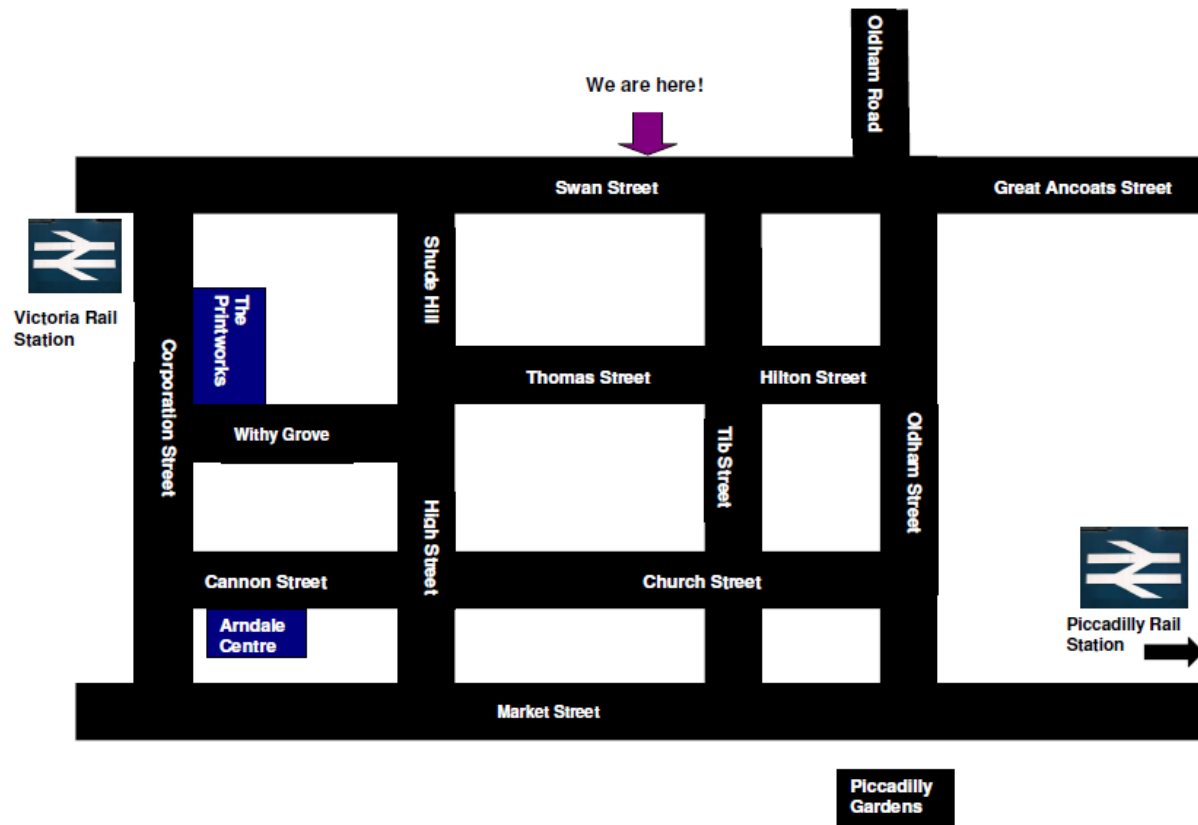 We are here!
Oldham Road
Swan Street
Great Ancoats Street
Victoria Rail
Station
The
Printworks
Shude Hill
Corporation Street
Thomas Street
Hilton Street
Withy Grove
Tib Street
Oldham Street
High Street
Cannon Street
Church Street
Arndale
Centre
Piccadilly Rail
Station
Market Street
Piccadilly
Gardens